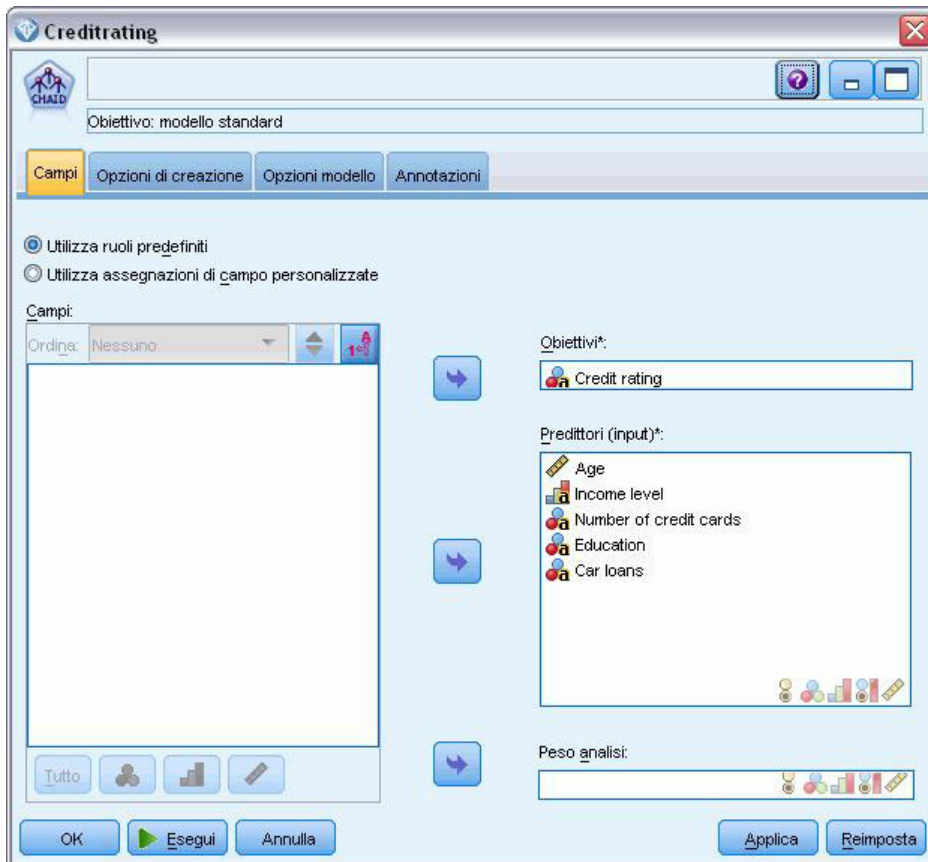 Creditrating
CHAID
Obiettivo: modello standard
Campi
Opzioni di creazione
Opzioni modello
Annotazioni
Utilizza ruoli predefiniti
Utilizza assegnazioni di campo personalizzate
Campi:
Ordina: Nessuno
Obiettivi*:
Credit rating
Predittori (input)*:
Age
Income level
Number of credit cards
Education
Car loans
Peso analisi:
Tutto
OK
Esegui
Annulla
Applica
Reimposta